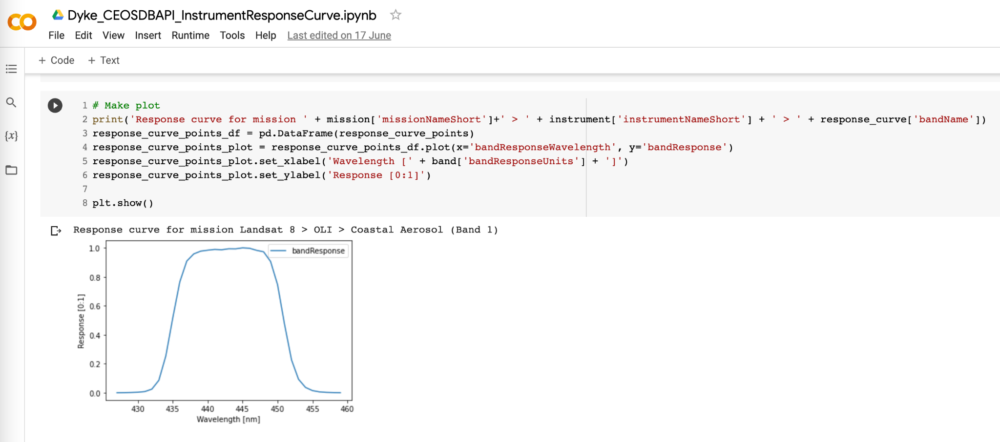 Dyke_CEOSDBAPI_InstrumentResponseCurve.ipynb
File Edit View Insert Runtime Tools Help Last edited on 17 June
+ Code + Text
{x}
1 # Make plot
2 print('Response curve for mission ' + mission['missionNameShort']+' > ' + instrument['instrumentNameShort'] + ' > ' + response_curve['bandName'])
3 response_curve_points_df = pd.DataFrame(response_curve_points)
4 response_curve_points_plot = response_curve_points_df.plot(x='bandResponseWavelength', y='bandResponse')
5 response_curve_points_plot.set_xlabel('Wavelength [' + band['bandResponseUnits'] + ']')
6 response_curve_points_plot.set_ylabel('Response [0:1]')
7
8 plt.show()
Response curve for mission Landsat 8 > OLI > Coastal Aerosol (Band 1)
bandResponse
1.0
0.8
0.6
0.4
0.2
0.0
Response [0:1]
430 435 440 445 450 455 460
Wavelength [nm]